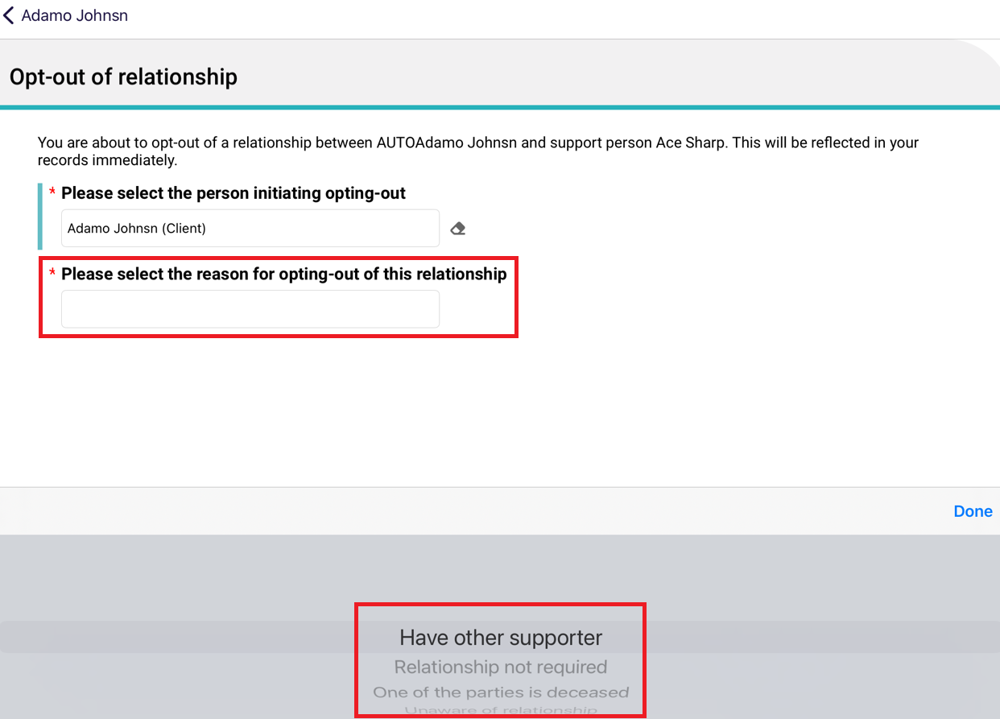 Adamo Johnsn
Opt-out of relationship
You are about to opt-out of a relationship between AUTOAdamo Johnsn and support person Ace Sharp. This will be reflected in your
records immediately.
* Please select the person initiating opting-out
Adamo Johnsn (Client)
* Please select the reason for opting-out of this relationship
Done
Have other supporter
Relationship not required
One of the parties is deceased
Unaware of relationship